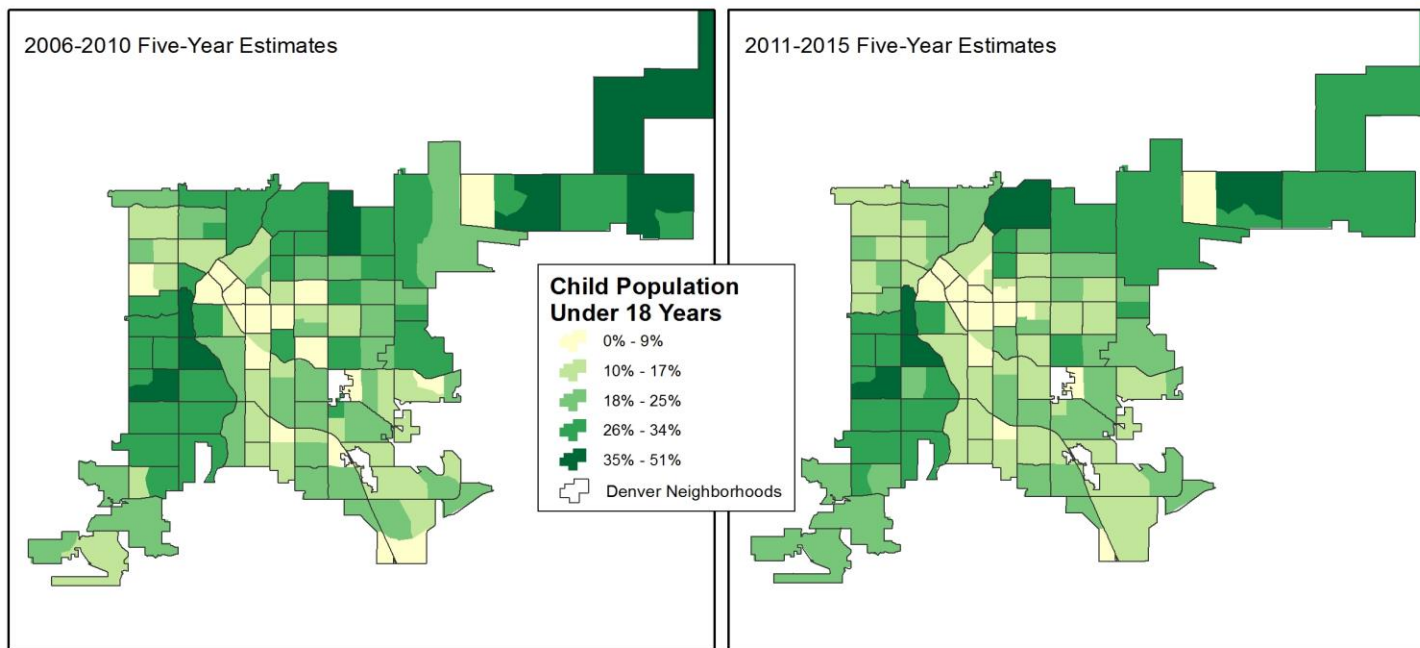 2006-2010 Five-Year Estimates
2011-2015 Five-Year Estimates
Child Population
Under 18 Years
0% - 9%
10% - 17%
18% - 25%
26% - 34%
35% - 51%
Denver Neighborhoods